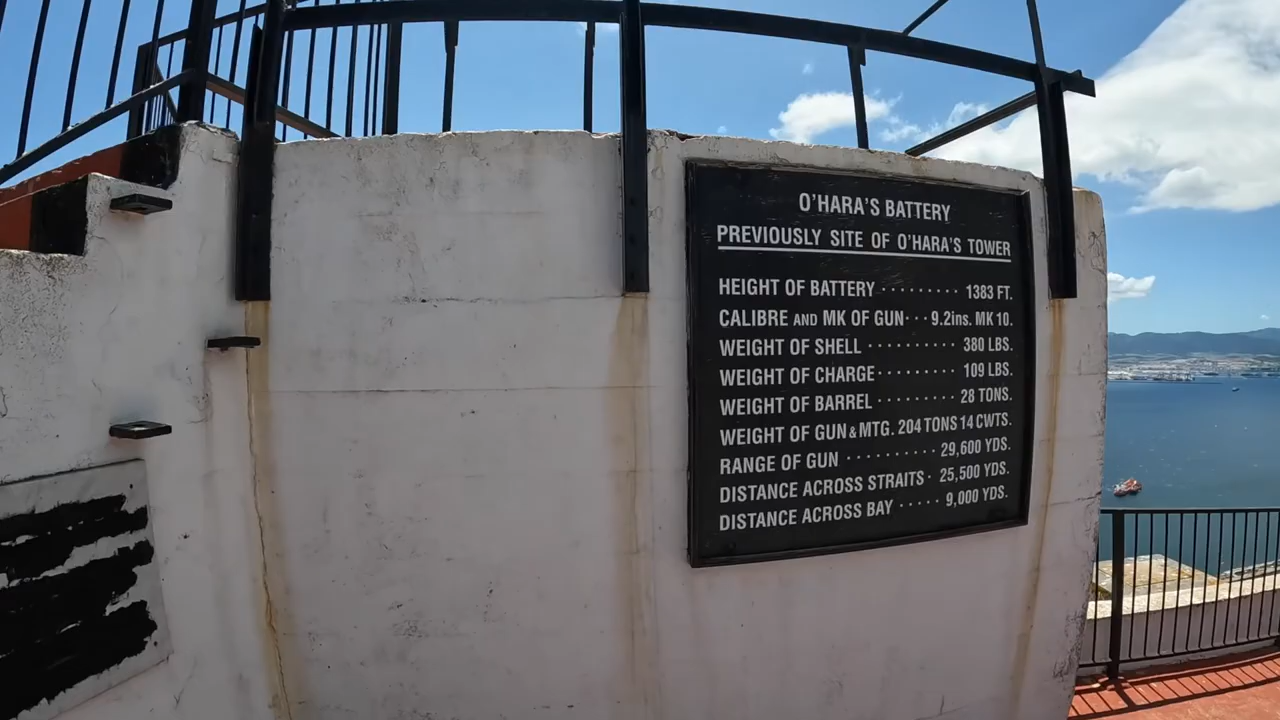 O'HARA'S BATTERY
PREVIOUSLY SITE OF O'HARA'S TOWER
HEIGHT OF BATTERY ········· 1383 FT.
CALIBRE AND MK OF GUN ··· 9.2ins. MK 10.
WEIGHT OF SHELL ·········· 380 LBS.
WEIGHT OF CHARGE ········· 109 LBS.
WEIGHT OF BARREL ········· 28 TONS.
WEIGHT OF GUN & MTG. 204 TONS 14 CWTS.
RANGE OF GUN ·········· 29,600 YDS.
DISTANCE ACROSS STRAITS · 25,500 YDS.
DISTANCE ACROSS BAY ····· 9,000 YDS.